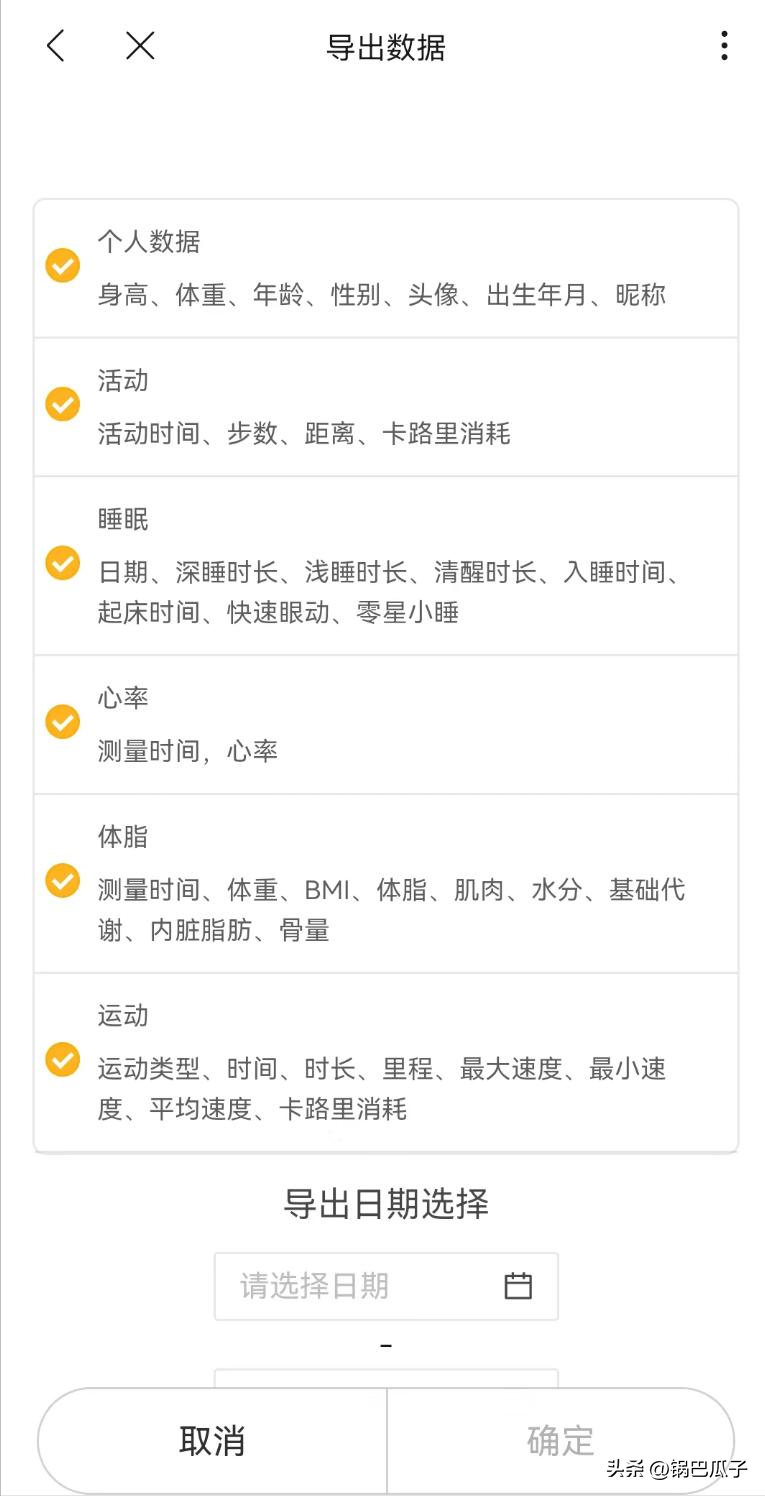 导出数据
个人数据
身高、体重、年龄、性别、头像、出生年月、昵称
活动
活动时间、步数、距离、卡路里消耗
睡眠
日期、深睡时长、浅睡时长、清醒时长、入睡时间、
起床时间、快速眼动、零星小睡
心率
测量时间，心率
体脂
测量时间、体重、BMI、体脂、肌肉、水分、基础代
谢、内脏脂肪、骨量
运动
运动类型、时间、时长、里程、最大速度、最小速
度、平均速度、卡路里消耗
导出日期选择
请选择日期
-
取消
确定
头条 @锅巴瓜子